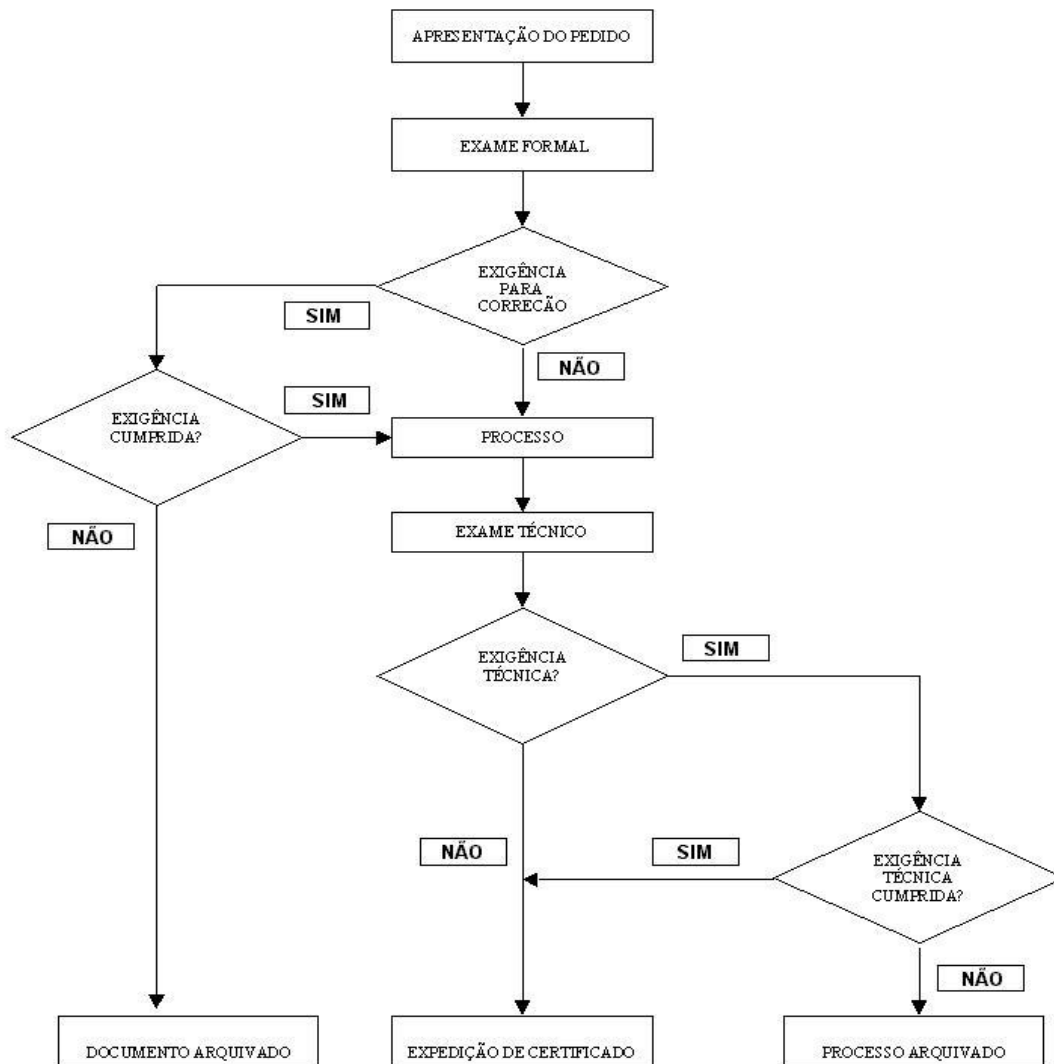 APRESENTAÇÃO DO PEDIDO
EXAME FORMAL
EXIGÊNCIA
PARA
CORRECÃO
SIM
NÃO
EXIGÊNCIA
CUMPRIDA?
SIM
PROCESSO
NÃO
EXAME TÉCNICO
EXIGÊNCIA
TÉCNICA?
SIM
NÃO
SIM
EXIGÊNCIA
TÉCNICA
CUMPRIDA?
NÃO
DOCUMENTO ARQUIVADO
EXPEDIÇÃO DE CERTIFICADO
PROCESSO ARQUIVADO